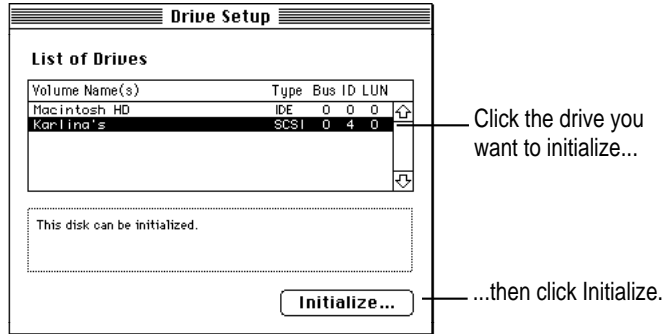 Drive Setup
List of Drives
Volume Name(s) Type Bus ID LUN
Macintosh HD IDE 0 0 0
Karlina's SCSI 0 4 0
Click the drive you
want to initialize...
This disk can be initialized.
Initialize...
...then click Initialize.